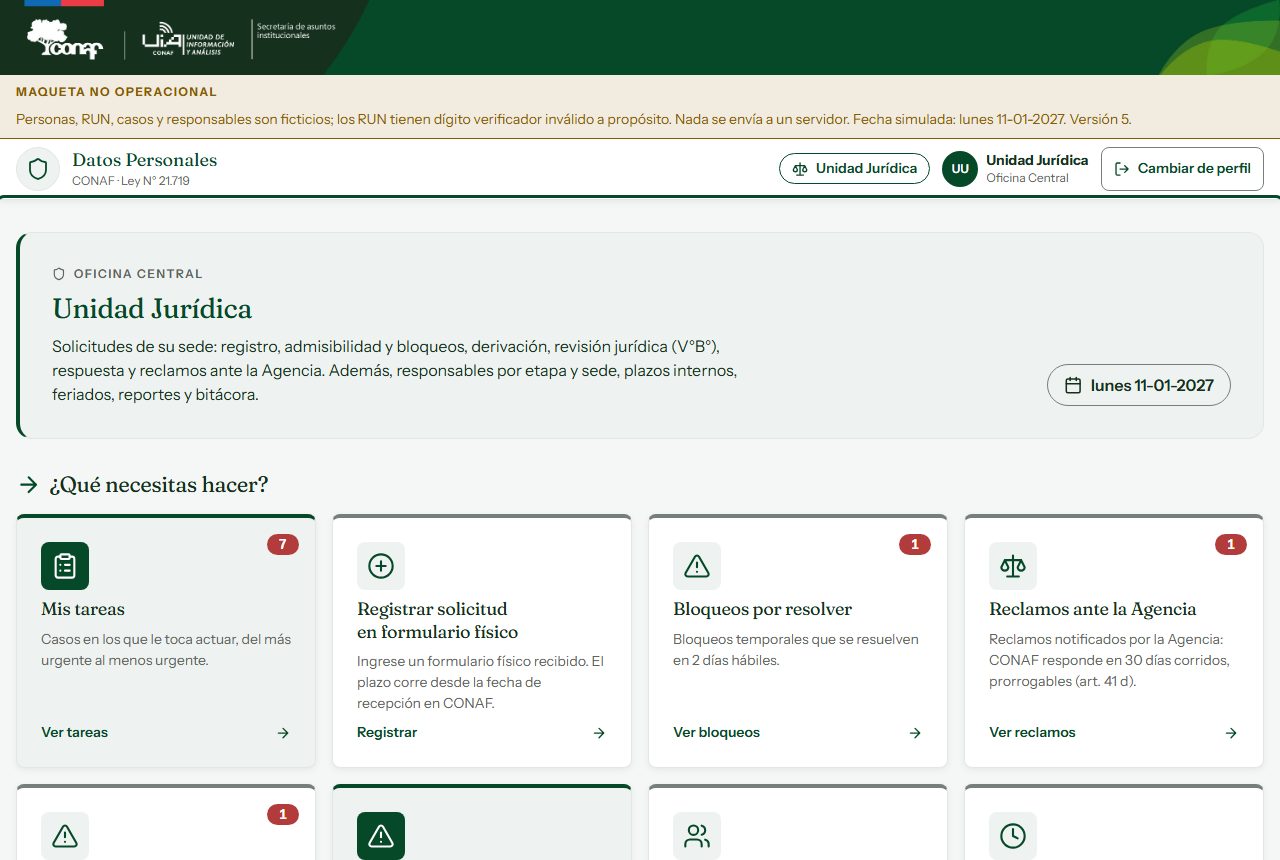 conaf
UiA
CONAF
UNIDAD DE
INFORMACIÓN
Y ANÁLISIS
Secretaría de asuntos
institucionales
MAQUETA NO OPERACIONAL
Personas, RUN, casos y responsables son ficticios; los RUN tienen dígito verificador inválido a propósito. Nada se envía a un servidor. Fecha simulada: lunes 11-01-2027. Versión 5.
Datos Personales
CONAF · Ley N° 21.719
Unidad Jurídica
UU
Unidad Jurídica
Oficina Central
Cambiar de perfil
OFICINA CENTRAL
Unidad Jurídica
Solicitudes de su sede: registro, admisibilidad y bloqueos, derivación, revisión jurídica (V°B°),
respuesta y reclamos ante la Agencia. Además, responsables por etapa y sede, plazos internos,
feriados, reportes y bitácora.
lunes 11-01-2027
¿Qué necesitas hacer?
7
Mis tareas
Casos en los que le toca actuar, del más
urgente al menos urgente.
Ver tareas
Registrar solicitud
en formulario físico
Ingrese un formulario físico recibido. El
plazo corre desde la fecha de
recepción en CONAF.
Registrar
1
Bloqueos por resolver
Bloqueos temporales que se resuelven
en 2 días hábiles.
Ver bloqueos
1
Reclamos ante la Agencia
Reclamos notificados por la Agencia:
CONAF responde en 30 días corridos,
prorrogables (art. 41 d).
Ver reclamos
1